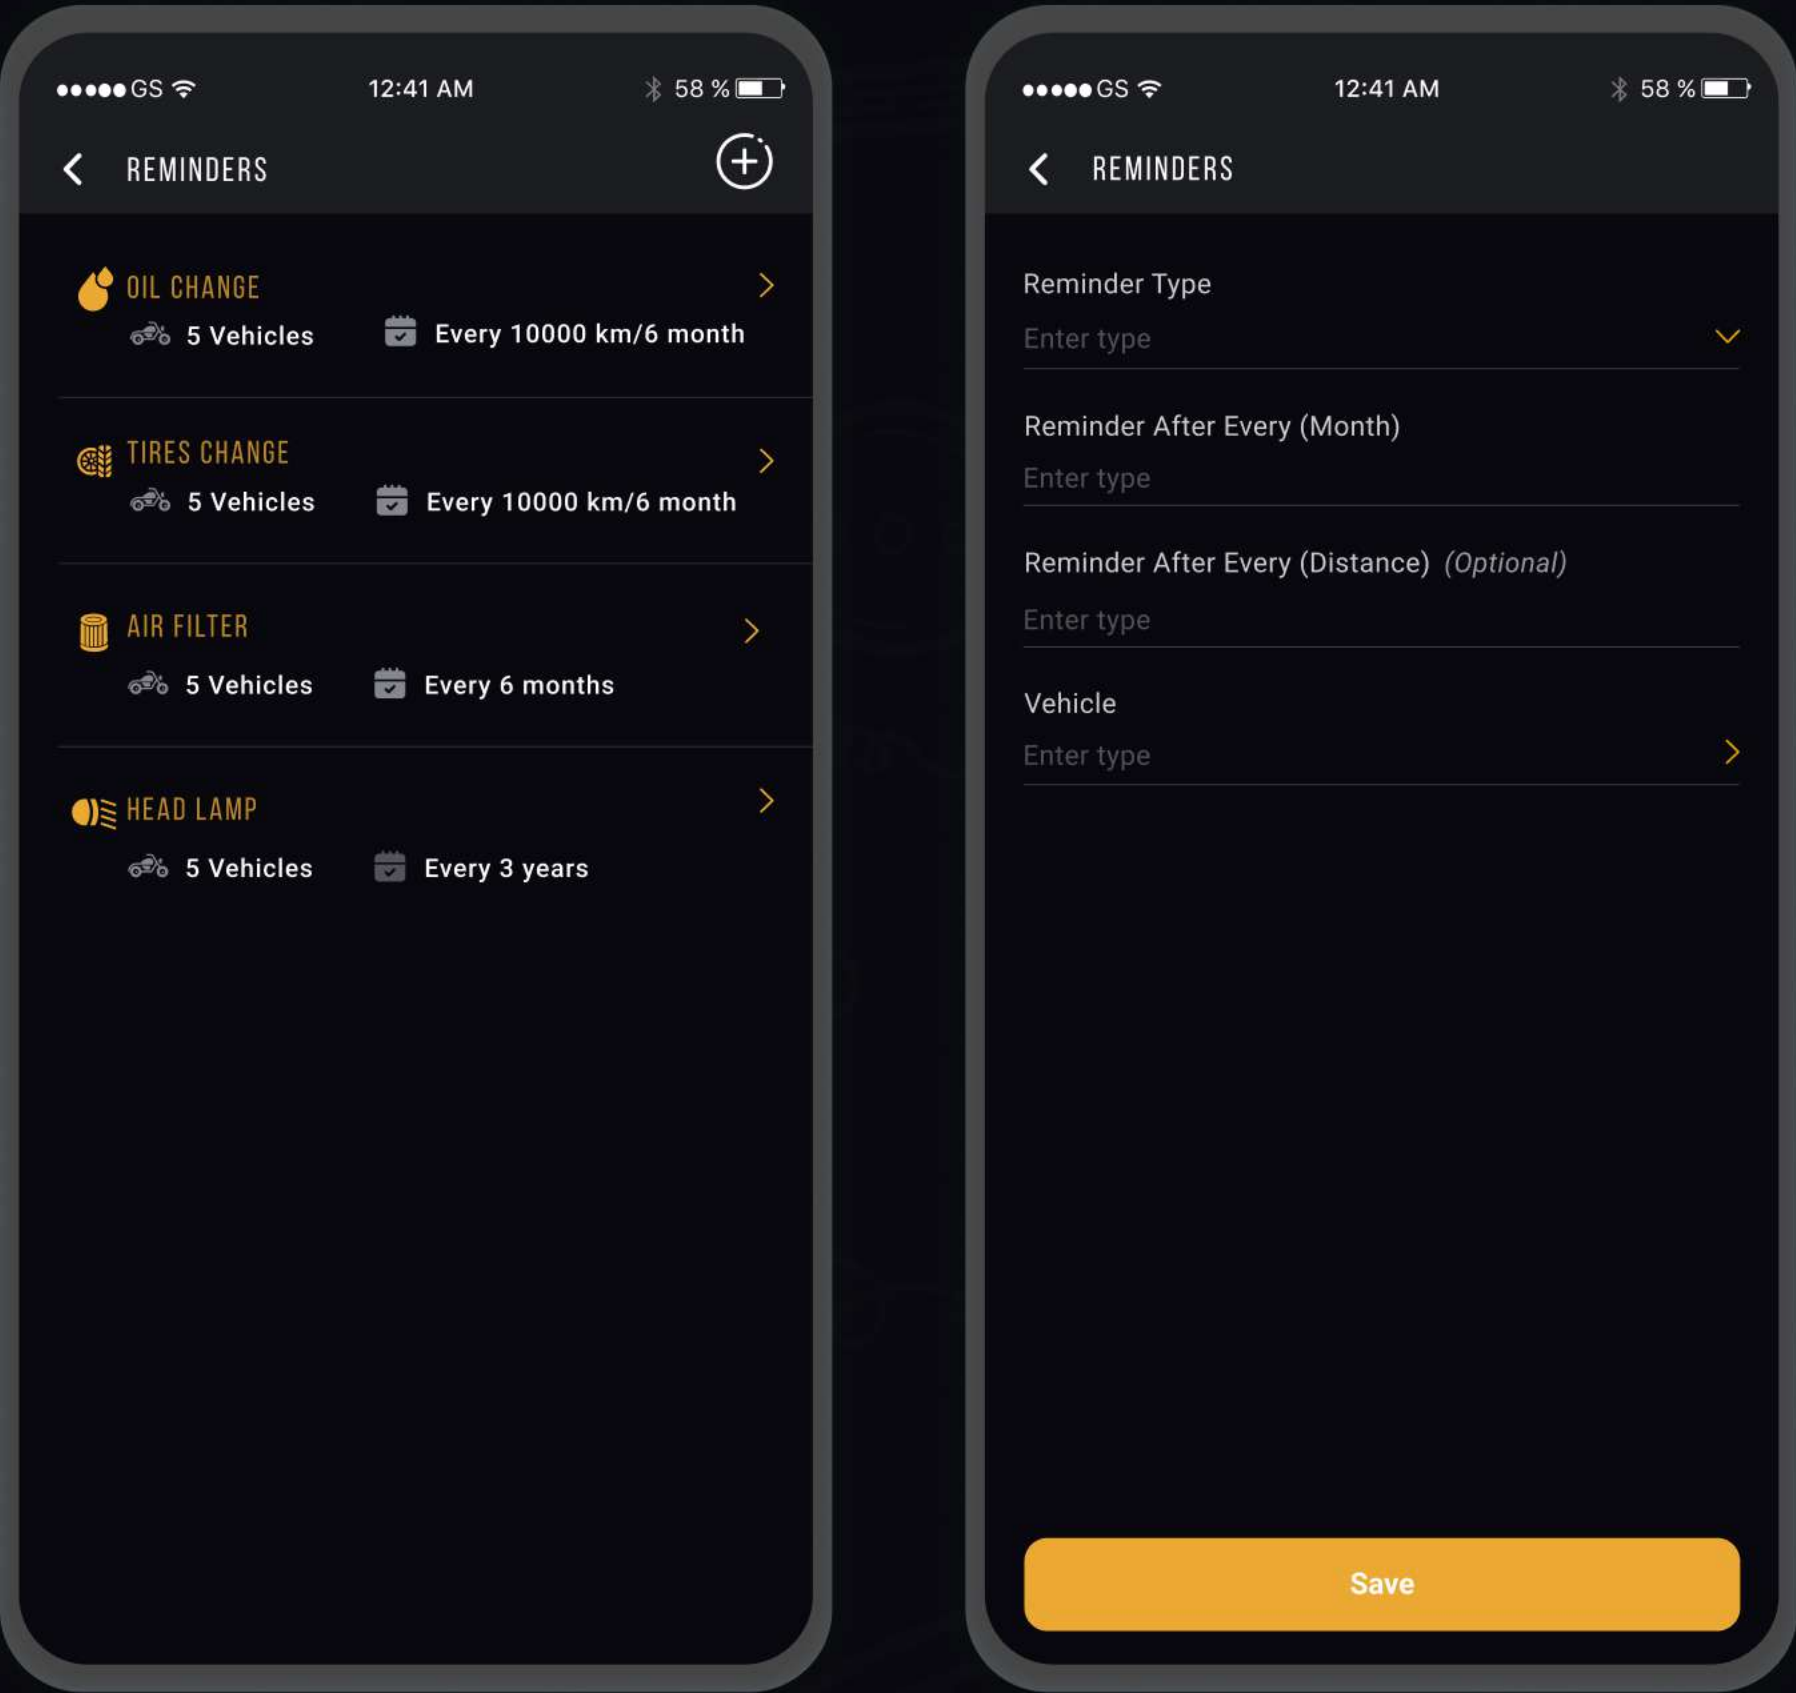 GS 12:41 AM 58 %
REMINDERS
OIL CHANGE
5 Vehicles Every 10000 km/6 month
TIRES CHANGE
5 Vehicles Every 10000 km/6 month
AIR FILTER
5 Vehicles Every 6 months
HEAD LAMP
5 Vehicles Every 3 years
GS 12:41 AM 58 %
REMINDERS
Reminder Type
Enter type
Reminder After Every (Month)
Enter type
Reminder After Every (Distance) (Optional)
Enter type
Vehicle
Enter type
Save